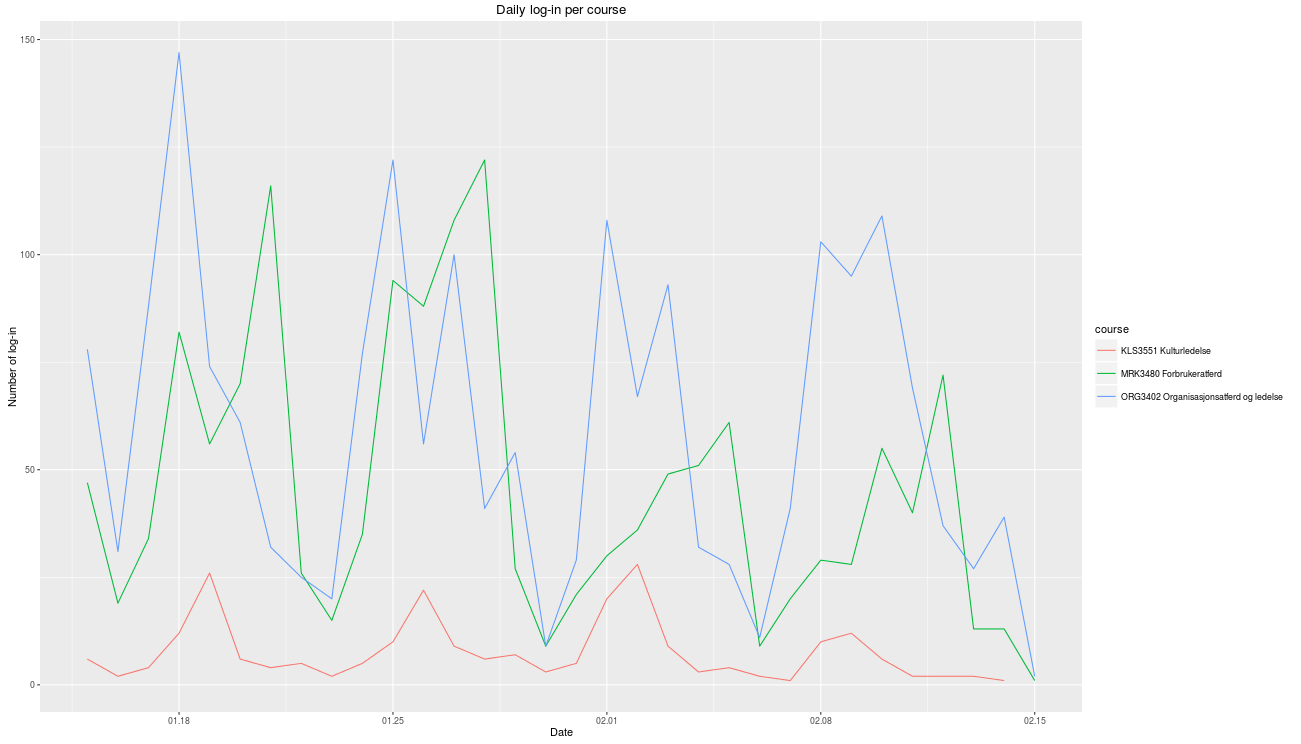 Daily log-in per course
150
100
50
0
Number of log-in
01.18
01.25
02.01
02.08
02.15
Date
course
KLS3551 Kulturledelse
MRK3480 Forbrukeratferd
ORG3402 Organisasjonsatferd og ledelse